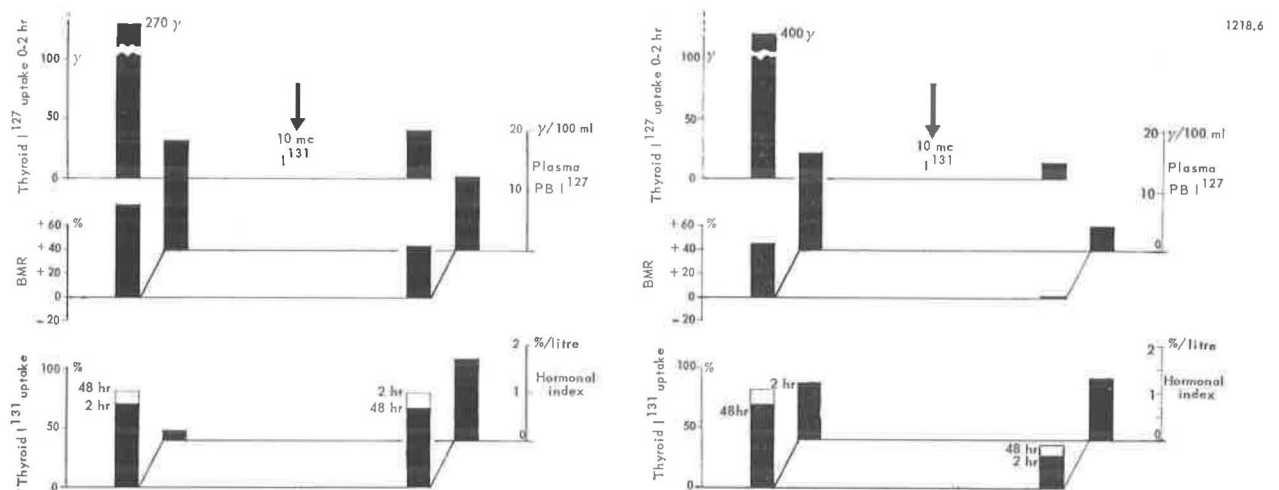 Thyroid I¹²⁷ uptake 0-2 hr
γ
100
50
0
270 γ
10 mc
I¹³¹
20 γ/100 ml
Plasma
10 PB I¹²⁷
BMR
+ 60 %
+ 40
+ 20
0
- 20
Thyroid I¹³¹ uptake
%
100
50
0
48 hr
2 hr
2 hr
48 hr
2 %/litre
Hormonal
1 index
0
1218.6
Thyroid I¹²⁷ uptake 0-2 hr
100 γ
50
0
400 γ
10 mc
I¹³¹
20 γ/100 ml
Plasma
10 PB I¹²⁷
0
BMR
+ 60 %
+ 40
+ 20
0
- 20
Thyroid I¹³¹ uptake
100 %
50
0
2 hr
48hr
48 hr
2 hr
2 %/litre
Hormonal
1 index
0